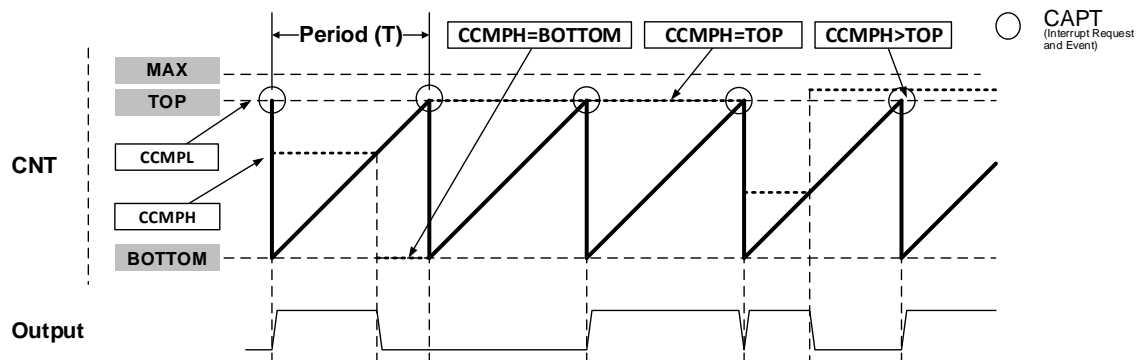 Period (T)
CCMPH=BOTTOM
CCMPH=TOP
CCMPH>TOP
CAPT
(Interrupt Request
and Event)
MAX
TOP
CNT
CCMPL
CCMPH
BOTTOM
Output